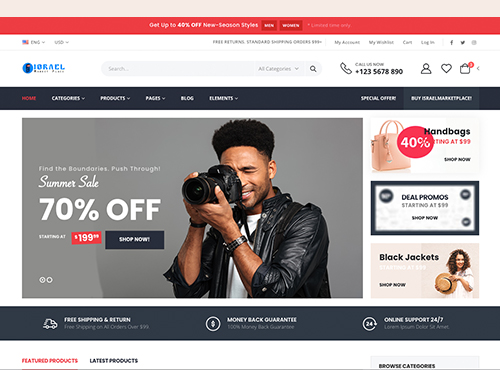 Get Up to 40% OFF New-Season Styles MEN WOMEN * Limited time only.
ENG USD FREE RETURNS. STANDARD SHIPPING ORDERS $99+ My Account My Wishlist Cart Log In
ISRAEL
MARKET PLACE
Search... All Categories
CALL US NOW
+123 5678 890
HOME CATEGORIES PRODUCTS PAGES BLOG ELEMENTS SPECIAL OFFER! BUY ISRAELMARKETPLACE!
Find the Boundaries. Push Through!
Summer Sale
70% OFF
STARTING AT $199⁹⁹ SHOP NOW!
Handbags
STARTING AT $99
40%
SHOP NOW
DEAL PROMOS
STARTING AT $99
SHOP NOW
Black Jackets
STARTING AT $99
SHOP NOW
FREE SHIPPING & RETURN
Free Shipping on All Orders Over $99
MONEY BACK GUARANTEE
100% Money Back Guarantee
ONLINE SUPPORT 24/7
Lorem Ipsum Dolor Sit Amet.
FEATURED PRODUCTS LATEST PRODUCTS
BROWSE CATEGORIES